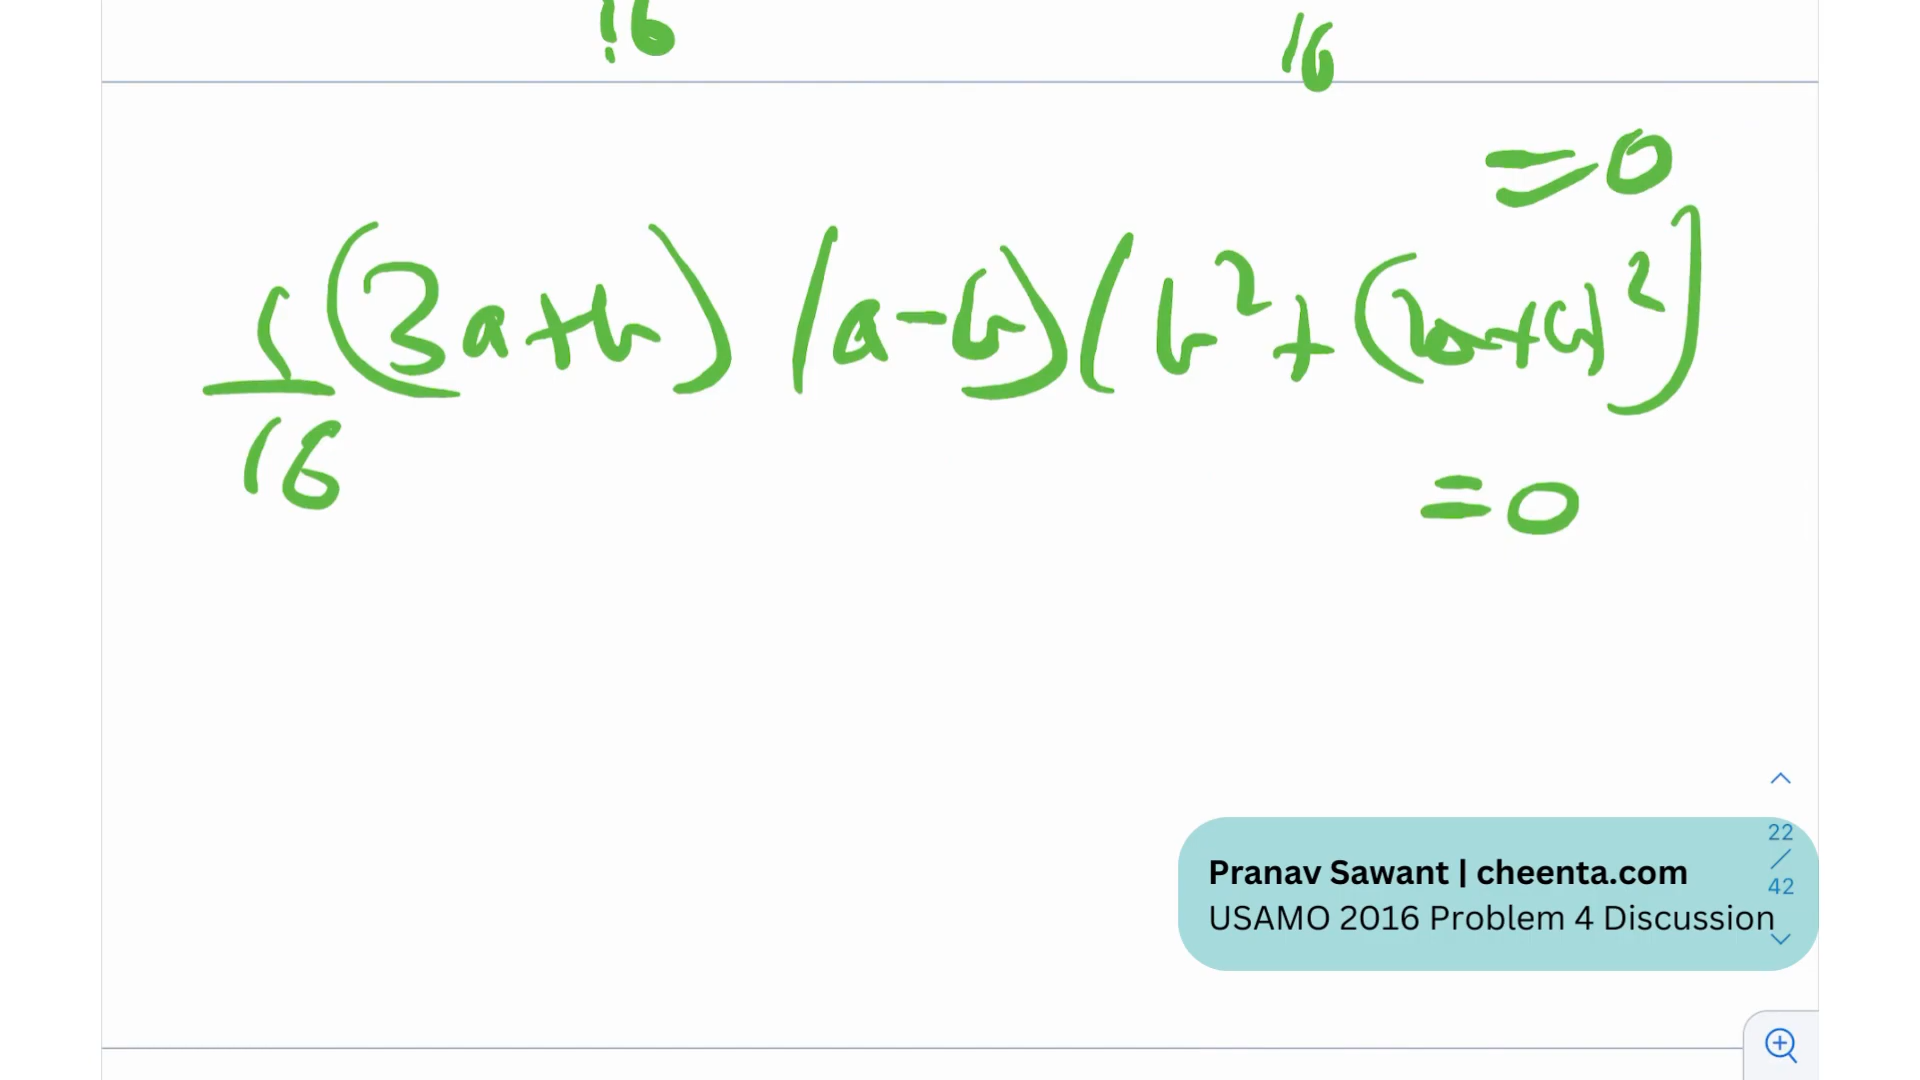 16 16
=0
1/16 (3a+b) (a-b) (b²+(2a+b)²)
=0
22
/
42
Pranav Sawant | cheenta.com
USAMO 2016 Problem 4 Discussion